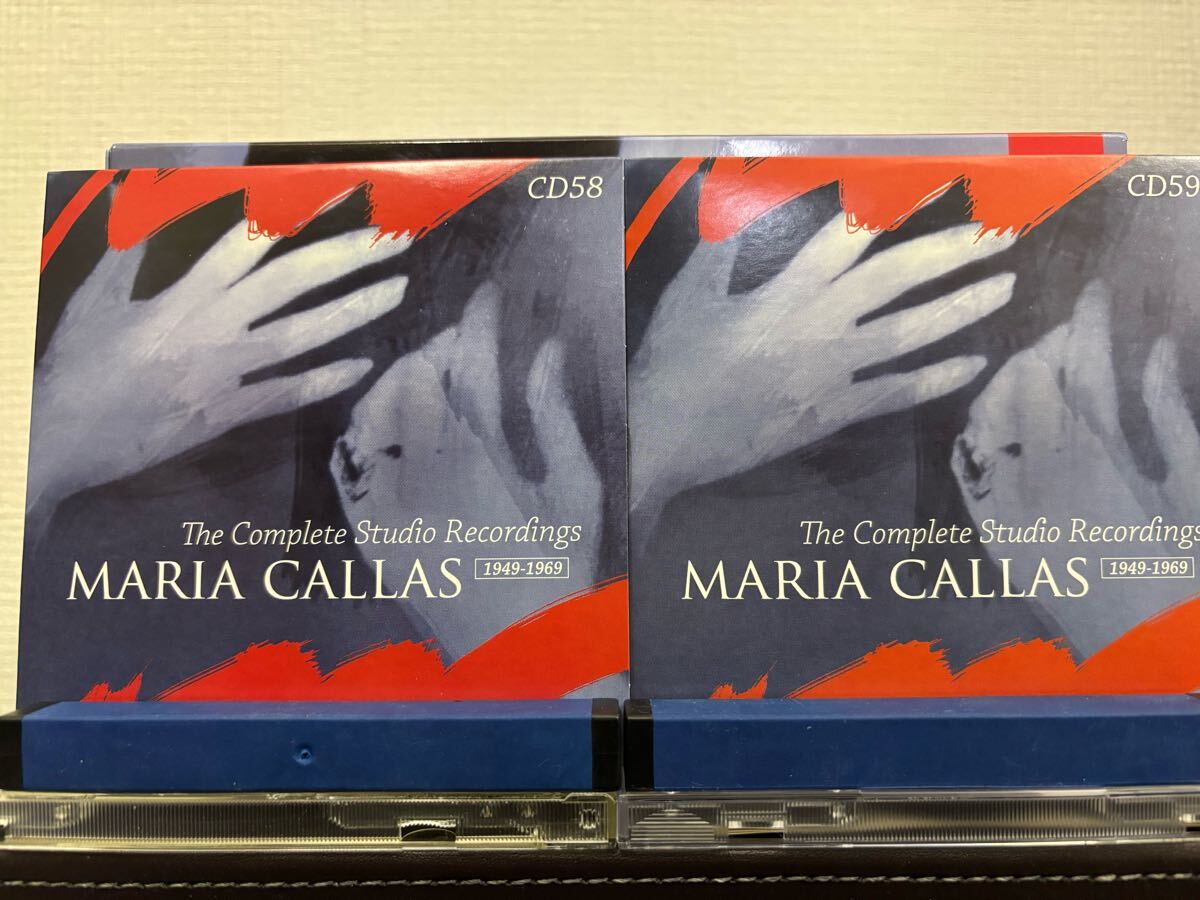 CD58
The Complete Studio Recordings
MARIA CALLAS 1949-1969
CD59
The Complete Studio Recordings
MARIA CALLAS 1949-1969